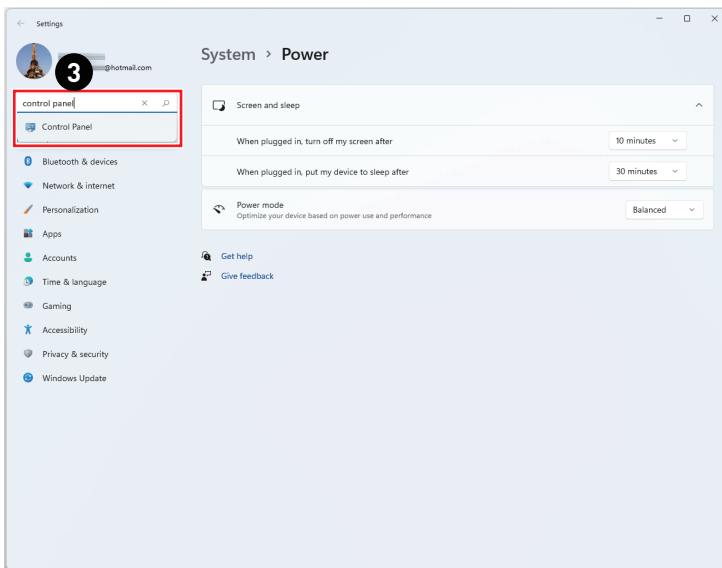 Settings
System > Power
3
@hotmail.com
control panel
Control Panel
Bluetooth & devices
Network & internet
Personalization
Apps
Accounts
Time & language
Gaming
Accessibility
Privacy & security
Windows Update
Screen and sleep
When plugged in, turn off my screen after
10 minutes
When plugged in, put my device to sleep after
30 minutes
Power mode
Optimize your device based on power use and performance
Balanced
Get help
Give feedback